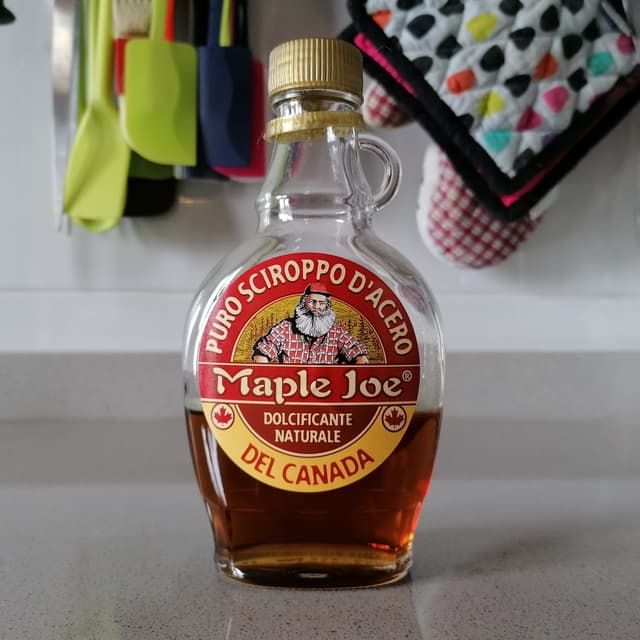 PURO SCIROPPO D'ACERO
Maple Joe®
DOLCIFICANTE
NATURALE
DEL CANADA